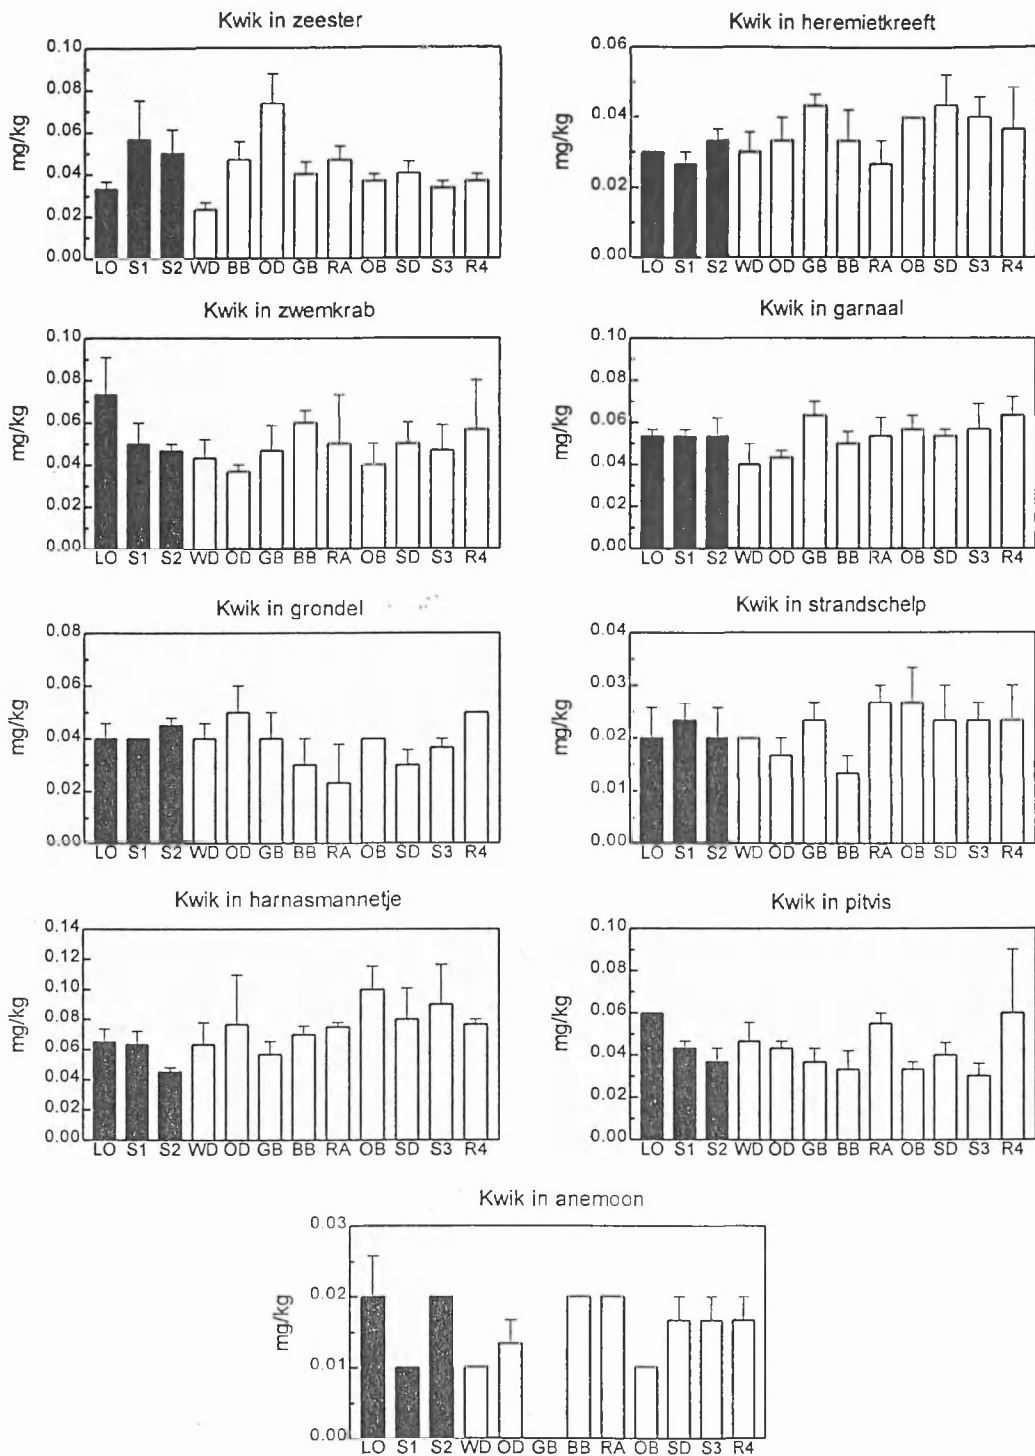 Kwik in zeester
mg/kg
0.10
0.08
0.06
0.04
0.02
0.00
LO S1 S2 WD BB OD GB RA OB SD S3 R4
Kwik in heremietkreeft
mg/kg
0.06
0.04
0.02
0.00
LO S1 S2 WD OD GB BB RA OB SD S3 R4
Kwik in zwemkrab
mg/kg
0.10
0.08
0.06
0.04
0.02
0.00
LO S1 S2 WD OD GB BB RA OB SD S3 R4
Kwik in garnaal
mg/kg
0.10
0.08
0.06
0.04
0.02
0.00
LO S1 S2 WD OD GB BB RA OB SD S3 R4
Kwik in grondel
mg/kg
0.08
0.06
0.04
0.02
0.00
LO S1 S2 WD OD GB BB RA OB SD S3 R4
Kwik in strandschelp
mg/kg
0.04
0.03
0.02
0.01
0.00
LO S1 S2 WD OD GB BB RA OB SD S3 R4
Kwik in harnasmannetje
mg/kg
0.14
0.12
0.10
0.08
0.06
0.04
0.02
0.00
LO S1 S2 WD OD GB BB RA OB SD S3 R4
Kwik in pitvis
mg/kg
0.10
0.08
0.06
0.04
0.02
0.00
LO S1 S2 WD OD GB BB RA OB SD S3 R4
Kwik in anemoon
mg/kg
0.03
0.02
0.01
0.00
LO S1 S2 WD OD GB BB RA OB SD S3 R4